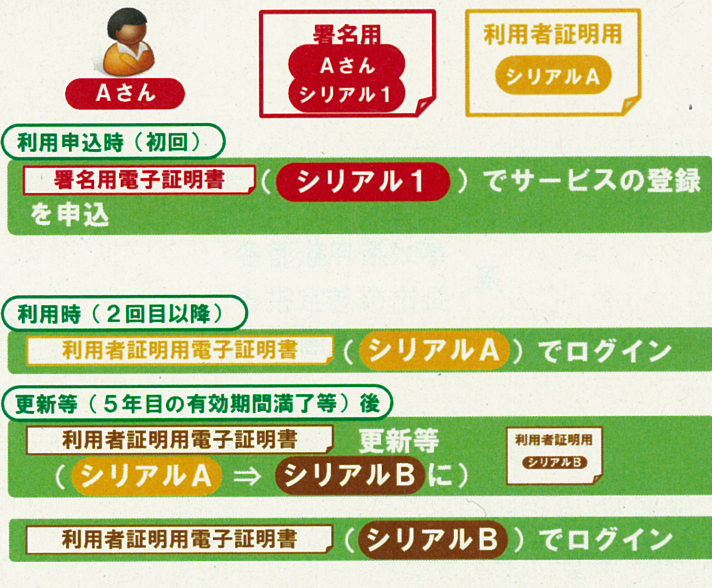 Aさん
署名用
Aさん
シリアル1
利用者証明用
シリアルA
利用申込時（初回）
署名用電子証明書（シリアル1）でサービスの登録
を申込
利用時（2回目以降）
利用者証明用電子証明書（シリアルA）でログイン
更新等（5年目の有効期間満了等）後
利用者証明用電子証明書 更新等
（シリアルA ⇒ シリアルBに）
利用者証明用
シリアルB
利用者証明用電子証明書（シリアルB）でログイン